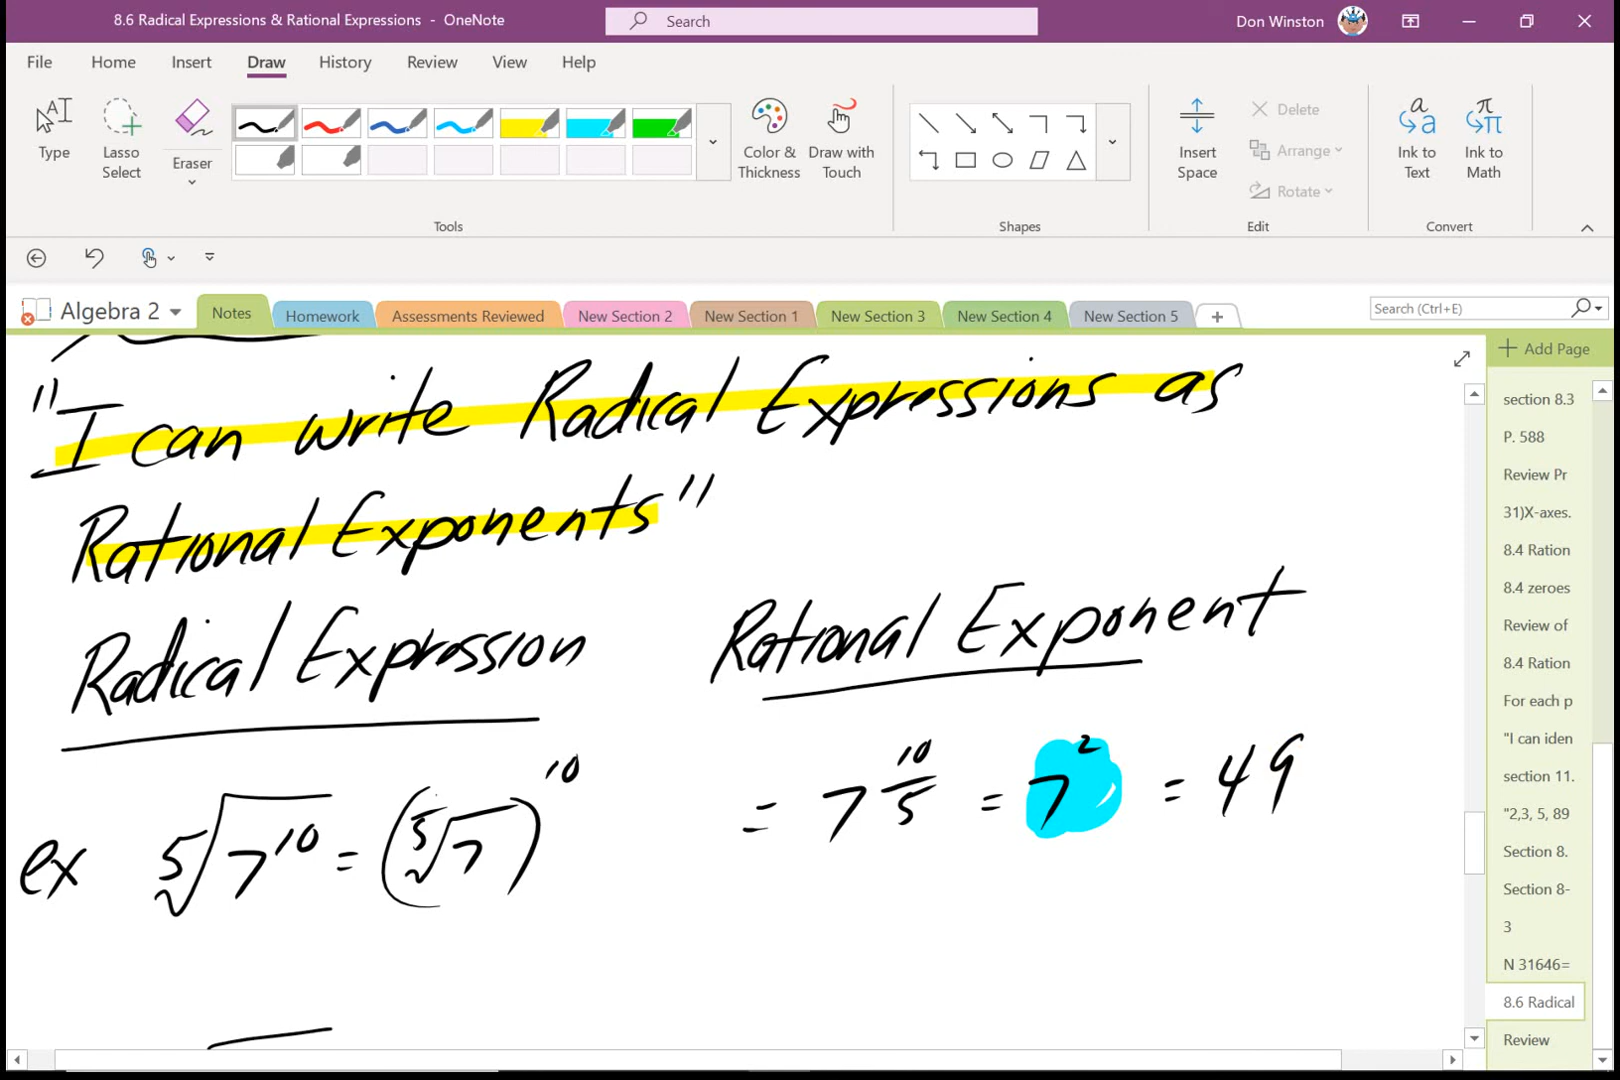 8.6 Radical Expressions & Rational Expressions - OneNote
Search
Don Winston
File Home Insert Draw History Review View Help
Type
Lasso Select
Eraser
Color & Thickness
Draw with Touch
Insert Space
Delete
Arrange
Rotate
Ink to Text
Ink to Math
Tools Shapes Edit Convert
Algebra 2
Notes Homework Assessments Reviewed New Section 2 New Section 1 New Section 3 New Section 4 New Section 5
Search (Ctrl+E)
Add Page
"I can write Radical Expressions as
Rational Exponents"
Radical Expression Rational Exponent
ex ⁵√7¹⁰ = (⁵√7)¹⁰ = 7^(10/5) = 7² = 49
section 8.3
P. 588
Review Pr
31)X-axes.
8.4 Ration
8.4 zeroes
Review of
8.4 Ration
For each p
"I can iden
section 11.
"2,3, 5, 89
Section 8.
Section 8-
3
N 31646=
8.6 Radical
Review